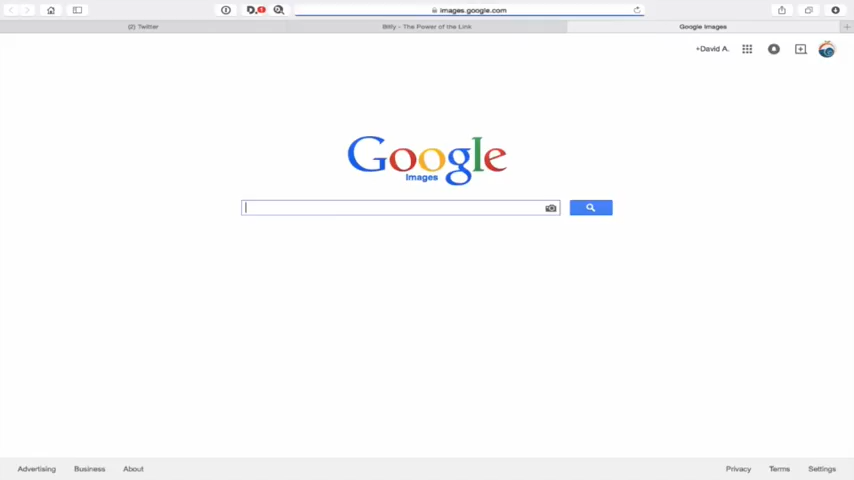 images.google.com
(2) Twitter
Bitly - The Power of the Link
Google Images
+David A.
Google
Images
Advertising
Business
About
Privacy
Terms
Settings